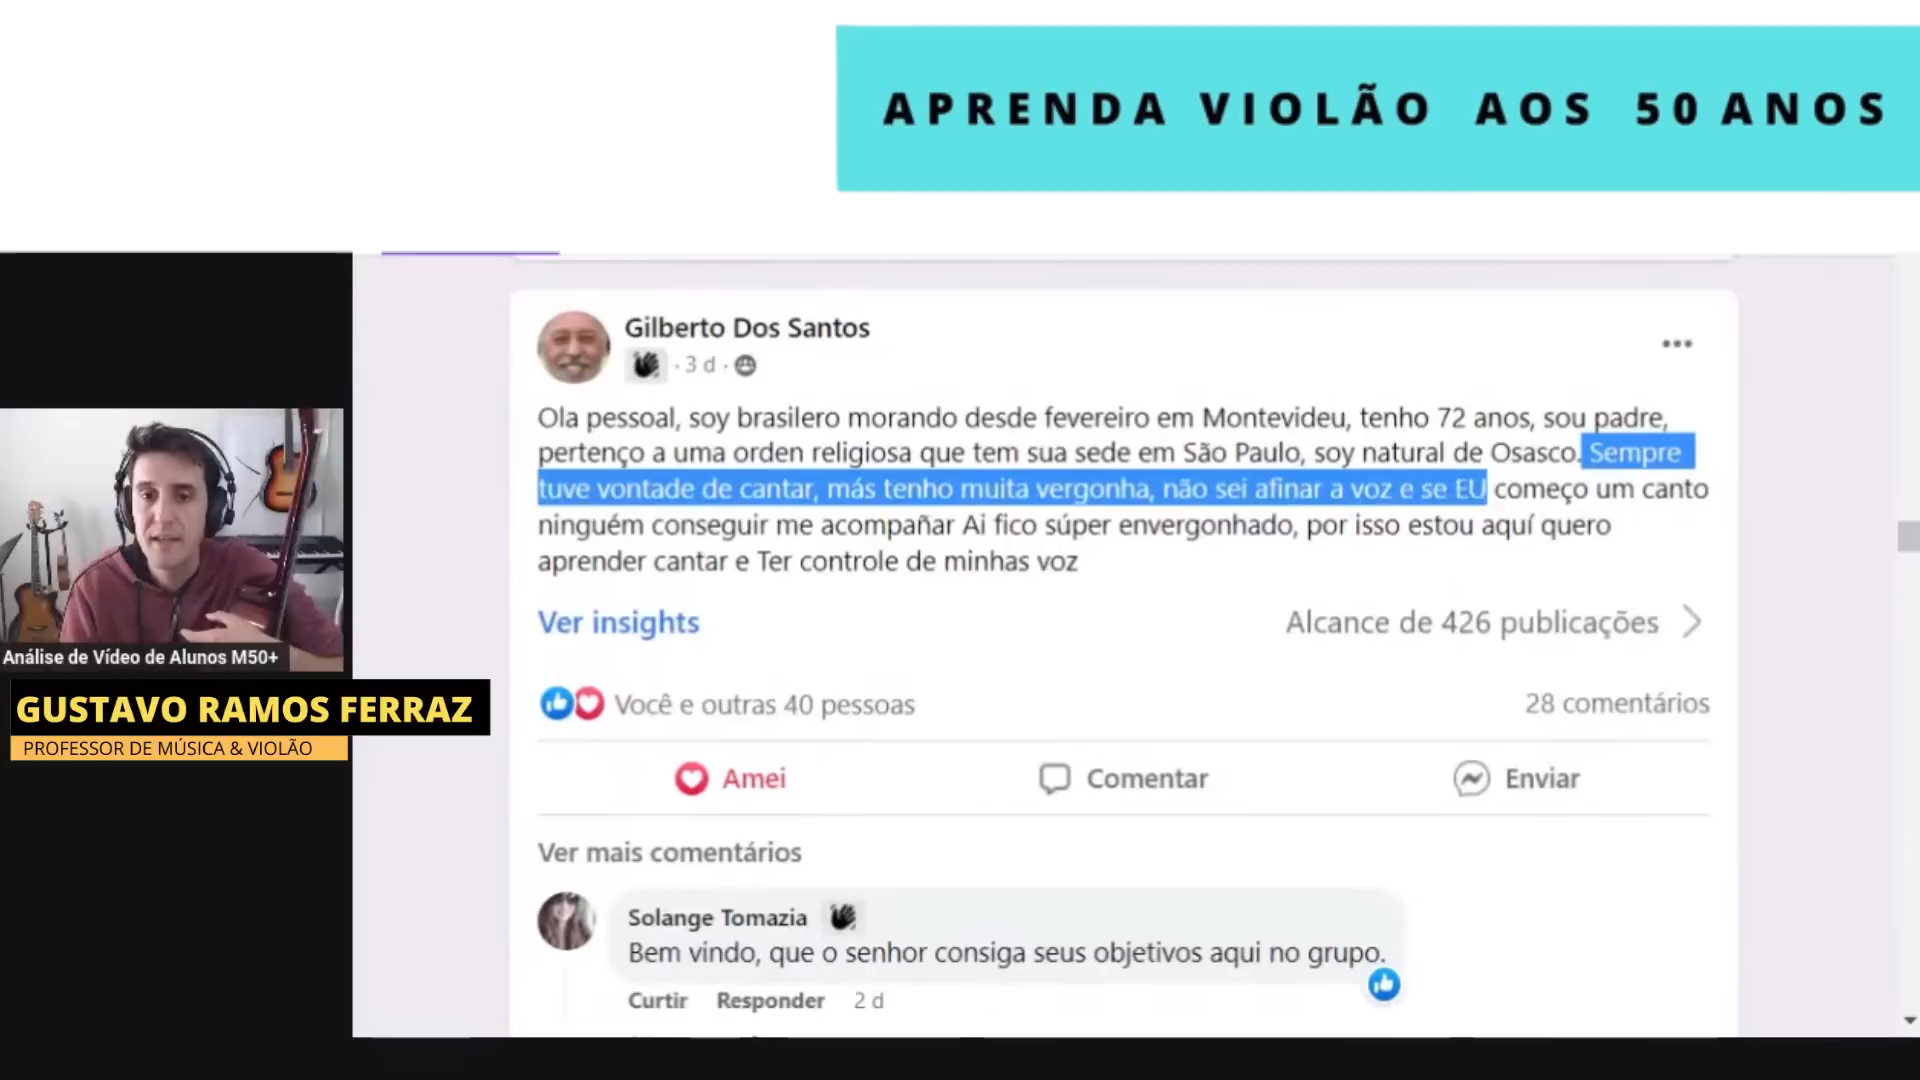 APRENDA VIOLÃO AOS 50 ANOS
Gilberto Dos Santos
· 3 d ·
Ola pessoal, soy brasilero morando desde fevereiro em Montevideu, tenho 72 anos, sou padre,
pertenço a uma orden religiosa que tem sua sede em São Paulo, soy natural de Osasco. Sempre
tuve vontade de cantar, más tenho muita vergonha, não sei afinar a voz e se EU começo um canto
ninguém conseguir me acompañar Ai fico súper envergonhado, por isso estou aquí quero
aprender cantar e Ter controle de minhas voz
Ver insights
Alcance de 426 publicações
Você e outras 40 pessoas
28 comentários
Amei
Comentar
Enviar
Ver mais comentários
Solange Tomazia
Bem vindo, que o senhor consiga seus objetivos aqui no grupo.
Curtir Responder 2 d
Análise de Vídeo de Alunos M50+
GUSTAVO RAMOS FERRAZ
PROFESSOR DE MÚSICA & VIOLÃO